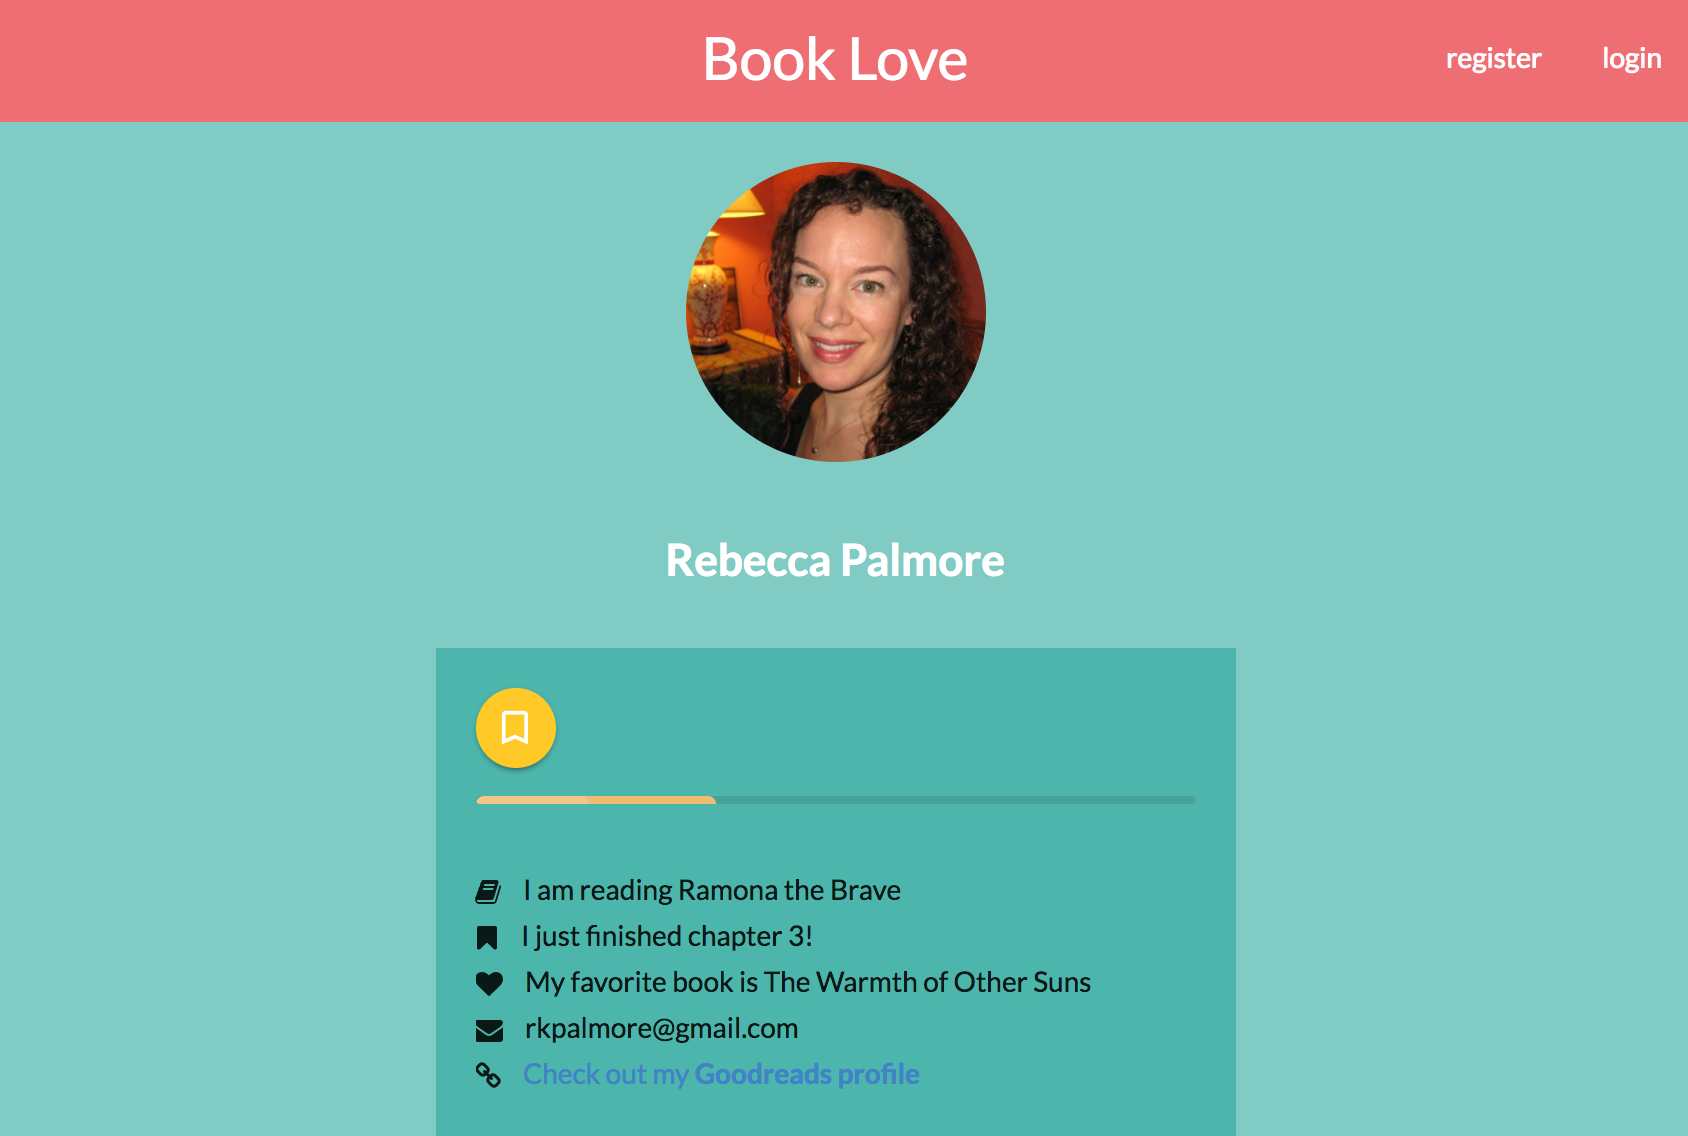 Book Love
register
login
Rebecca Palmore
I am reading Ramona the Brave
I just finished chapter 3!
My favorite book is The Warmth of Other Suns
rkpalmore@gmail.com
Check out my Goodreads profile